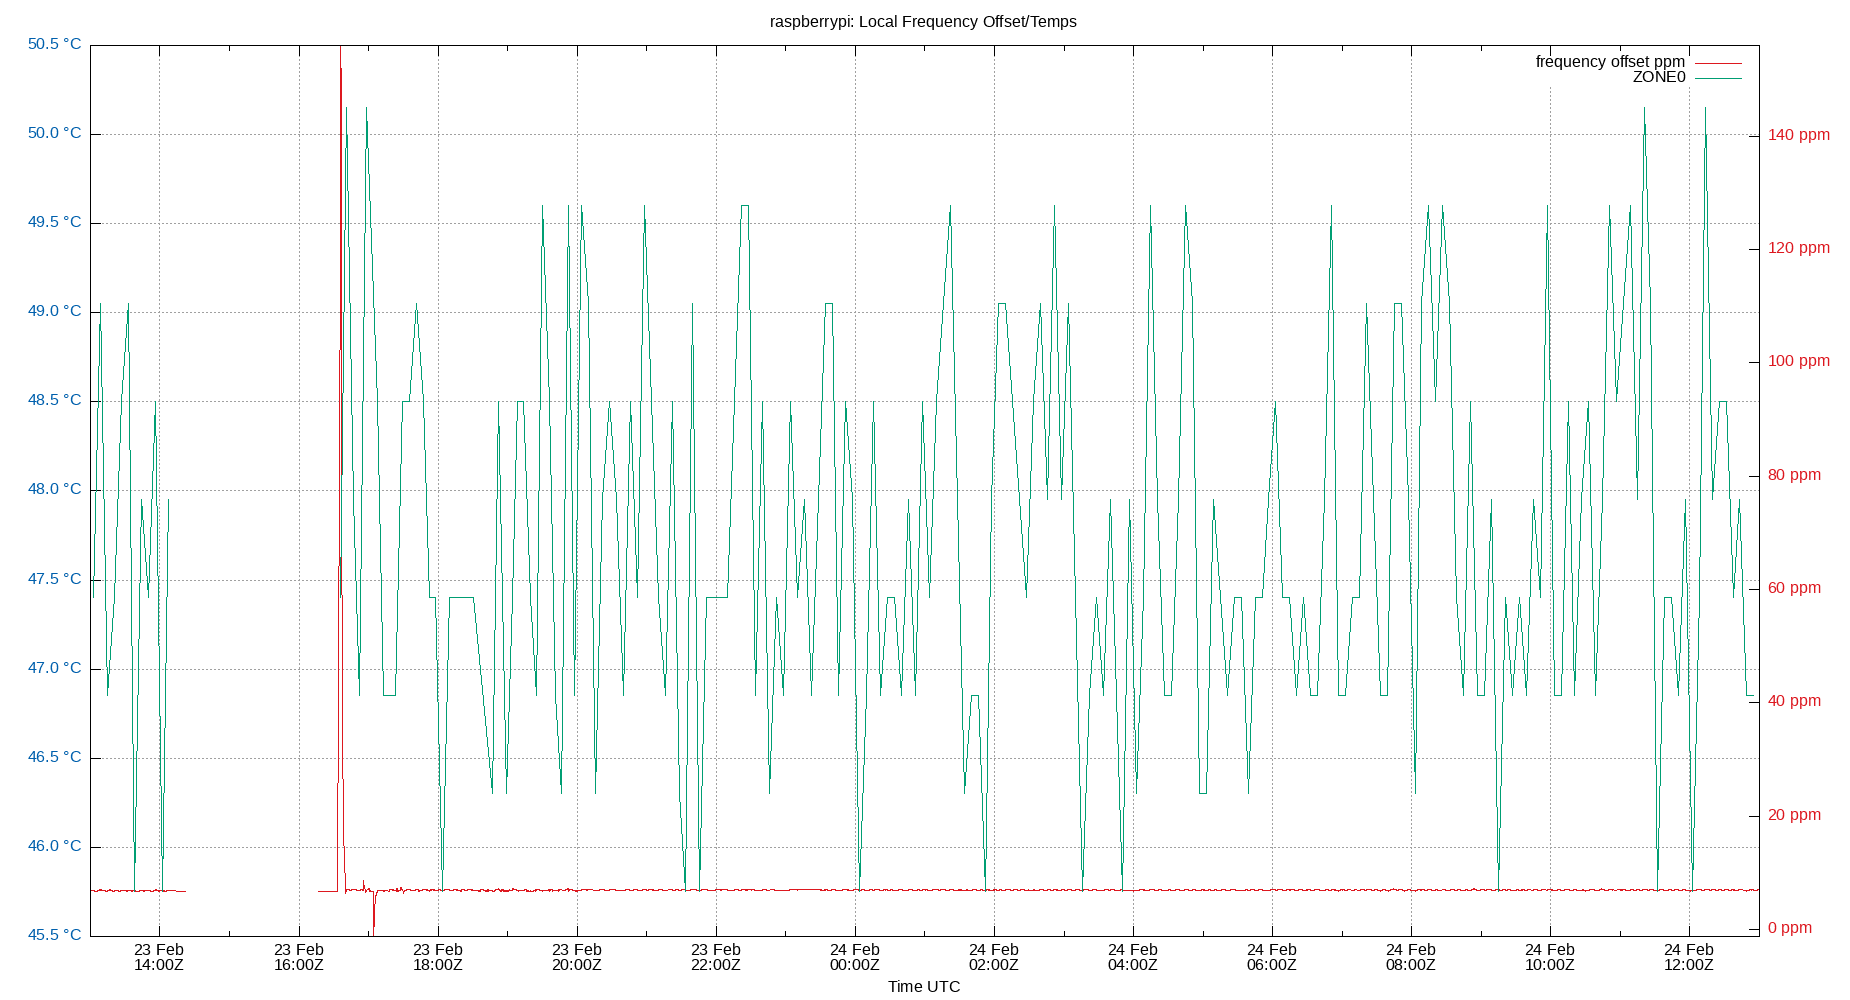 raspberrypi: Local Frequency Offset/Temps
frequency offset ppm
ZONE0
50.5 °C
50.0 °C
49.5 °C
49.0 °C
48.5 °C
48.0 °C
47.5 °C
47.0 °C
46.5 °C
46.0 °C
45.5 °C
140 ppm
120 ppm
100 ppm
80 ppm
60 ppm
40 ppm
20 ppm
0 ppm
23 Feb
14:00Z
23 Feb
16:00Z
23 Feb
18:00Z
23 Feb
20:00Z
23 Feb
22:00Z
24 Feb
00:00Z
24 Feb
02:00Z
24 Feb
04:00Z
24 Feb
06:00Z
24 Feb
08:00Z
24 Feb
10:00Z
24 Feb
12:00Z
Time UTC